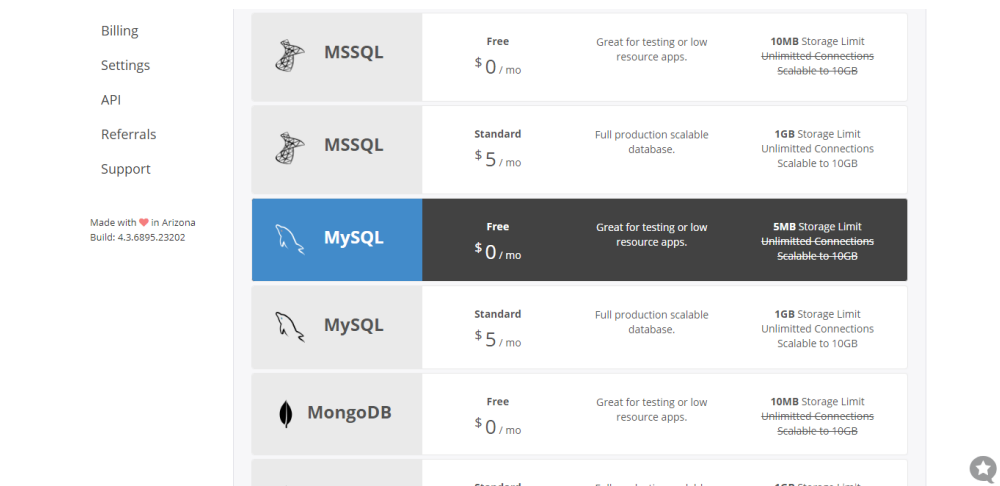 Billing
Settings
API
Referrals
Support
Made with in Arizona
Build: 4.3.6895.23202
MSSQL
Free
$ 0 / mo
Great for testing or low
resource apps.
10MB Storage Limit
Unlimitted Connections
Scalable to 10GB
MSSQL
Standard
$ 5 / mo
Full production scalable
database.
1GB Storage Limit
Unlimitted Connections
Scalable to 10GB
MySQL
Free
$ 0 / mo
Great for testing or low
resource apps.
5MB Storage Limit
Unlimitted Connections
Scalable to 10GB
MySQL
Standard
$ 5 / mo
Full production scalable
database.
1GB Storage Limit
Unlimitted Connections
Scalable to 10GB
MongoDB
Free
$ 0 / mo
Great for testing or low
resource apps.
10MB Storage Limit
Unlimitted Connections
Scalable to 10GB